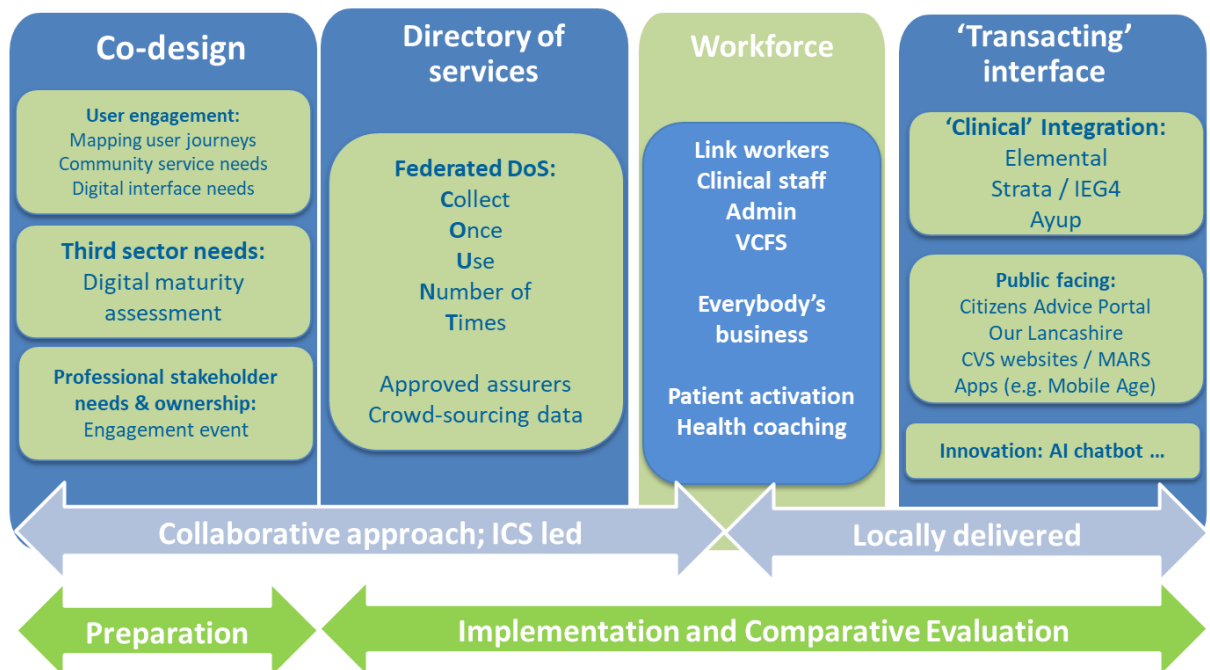 Co-design
User engagement:
Mapping user journeys
Community service needs
Digital interface needs
Third sector needs:
Digital maturity
assessment
Professional stakeholder
needs & ownership:
Engagement event
Directory of
services
Federated DoS:
Collect
Once
Use
Number of
Times
Approved assurers
Crowd-sourcing data
Workforce
Link workers
Clinical staff
Admin
VCFS
Everybody’s
business
Patient activation
Health coaching
‘Transacting’
interface
‘Clinical’ Integration:
Elemental
Strata / IEG4
Ayup
Public facing:
Citizens Advice Portal
Our Lancashire
CVS websites / MARS
Apps (e.g. Mobile Age)
Innovation: AI chatbot ...
Collaborative approach; ICS led
Locally delivered
Preparation
Implementation and Comparative Evaluation